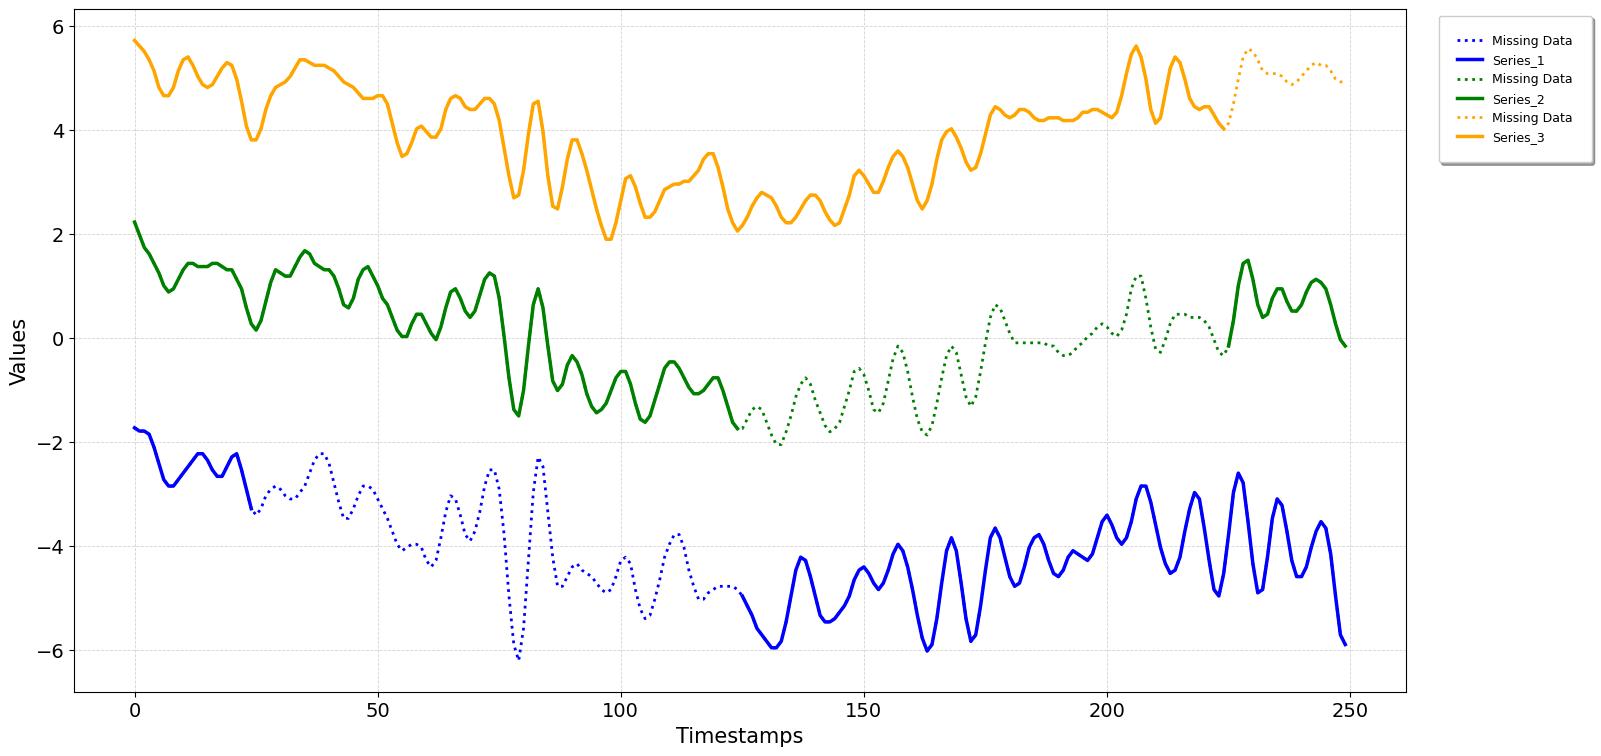 6
4
2
0
−2
−4
−6
Values
0
50
100
150
200
250
Timestamps
Missing Data
Series_1
Missing Data
Series_2
Missing Data
Series_3